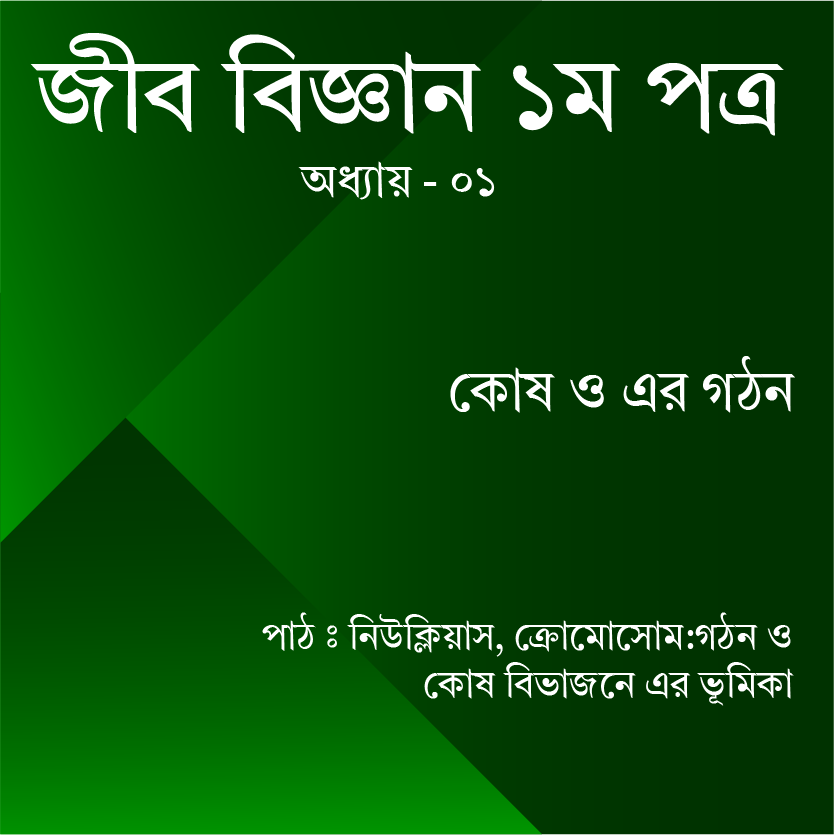 জীব বিজ্ঞান ১ম পত্র
অধ্যায় - ০১
কোষ ও এর গঠন
পাঠ ঃ নিউক্লিয়াস, ক্রোমোসোম:গঠন ও
কোষ বিভাজনে এর ভূমিকা